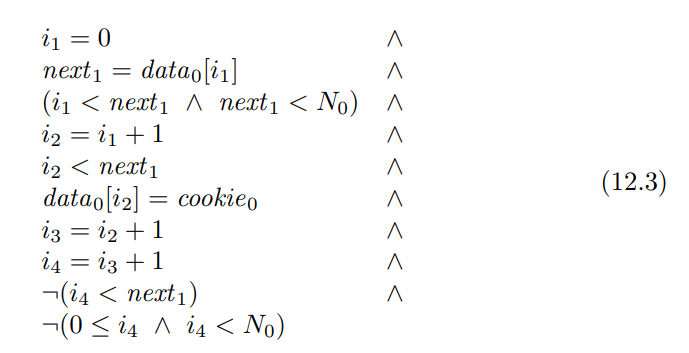 i₁ = 0 ∧
next₁ = data₀[i₁] ∧
(i₁ < next₁ ∧ next₁ < N₀) ∧
i₂ = i₁ + 1 ∧
i₂ < next₁ ∧
data₀[i₂] = cookie₀ ∧
i₃ = i₂ + 1 ∧
i₄ = i₃ + 1 ∧
¬(i₄ < next₁) ∧
¬(0 ≤ i₄ ∧ i₄ < N₀)
(12.3)